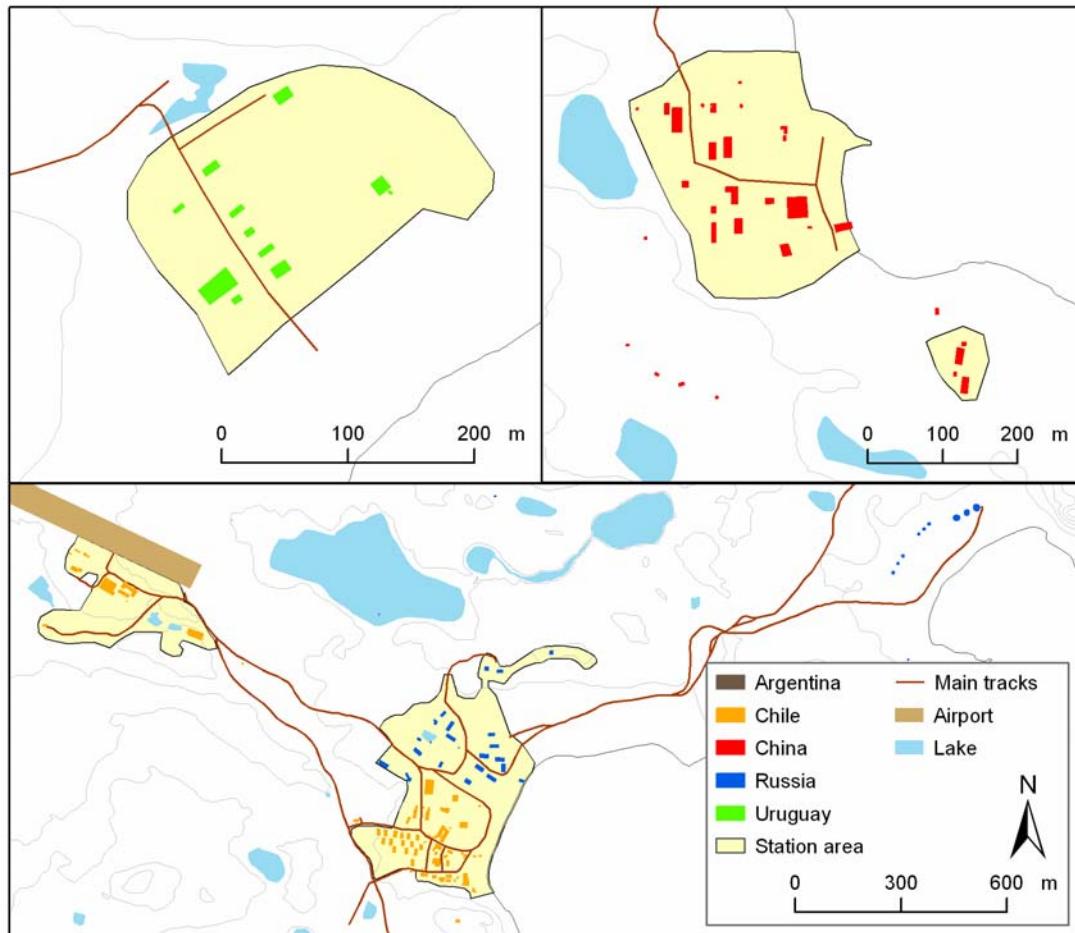 0 100 200 m
0 100 200 m
Argentina
Main tracks
Chile
Airport
China
Lake
Russia
Uruguay
Station area
N
0 300 600 m